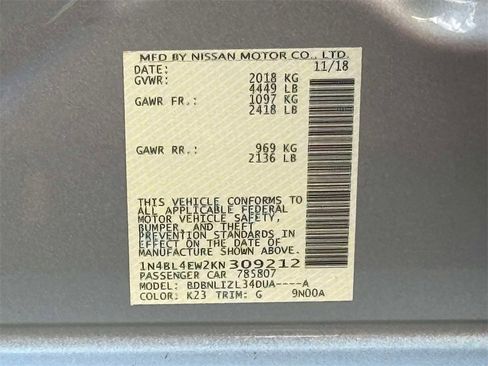 MFD BY NISSAN MOTOR CO., LTD.
DATE: 11/18
GVWR: 2018 KG
4449 LB
GAWR FR.: 1097 KG
2418 LB
GAWR RR.: 969 KG
2136 LB
THIS VEHICLE CONFORMS TO
ALL APPLICABLE FEDERAL
MOTOR VEHICLE SAFETY,
BUMPER, AND THEFT
PREVENTION STANDARDS IN
EFFECT ON THE DATE OF
MANUFACTURE SHOWN ABOVE.
1N4BL4EW2KN309212
PASSENGER CAR 785807
MODEL: BDBNLIZL34DUA----A
COLOR: K23 TRIM: G 9N00A